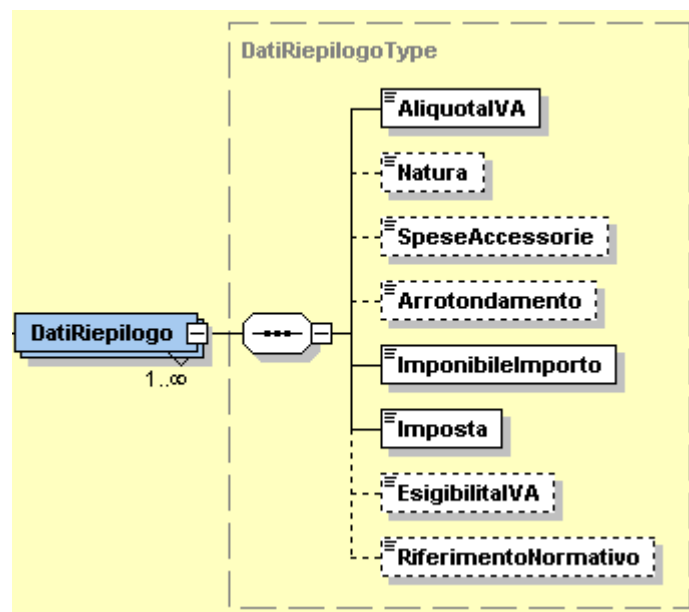 DatiRiepilogoType
AliquotaIVA
Natura
SpeseAccessorie
Arrotondamento
DatiRiepilogo
1..∞
ImponibileImporto
Imposta
EsigibilitaIVA
RiferimentoNormativo